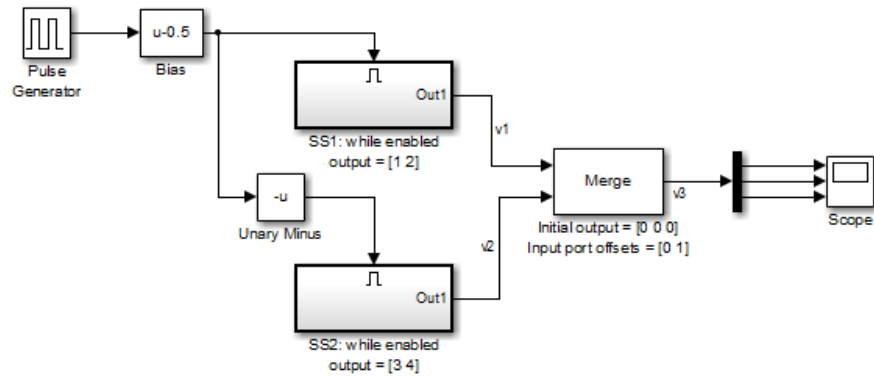 u-0.5
Pulse
Generator
Bias
Out1
SS1: while enabled
output = [1 2]
v1
-u
Unary Minus
Merge
v3
Initial output = [0 0 0]
Input port offsets = [0 1]
Scope
v2
Out1
SS2: while enabled
output = [3 4]